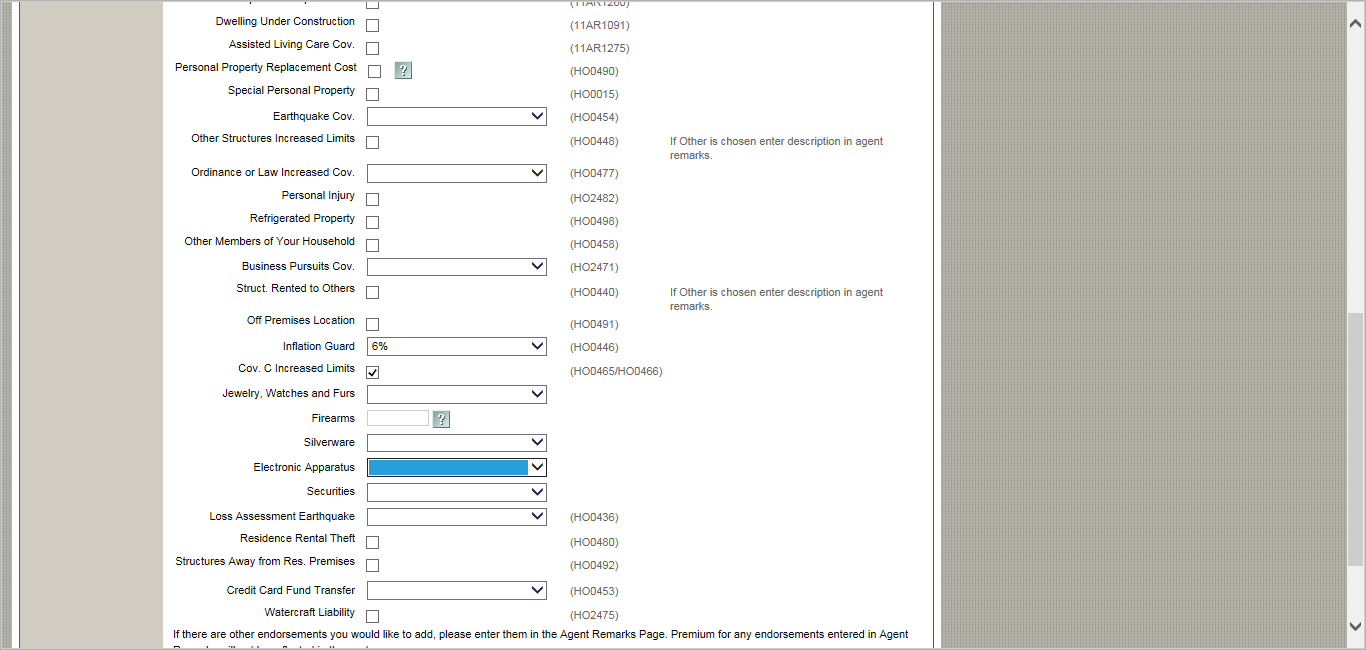 (11AR1260)
Dwelling Under Construction (11AR1091)
Assisted Living Care Cov. (11AR1275)
Personal Property Replacement Cost ? (HO0490)
Special Personal Property (HO0015)
Earthquake Cov. (HO0454)
Other Structures Increased Limits (HO0448) If Other is chosen enter description in agent
remarks.
Ordinance or Law Increased Cov. (HO0477)
Personal Injury (HO2482)
Refrigerated Property (HO0498)
Other Members of Your Household (HO0458)
Business Pursuits Cov. (HO2471)
Struct. Rented to Others (HO0440) If Other is chosen enter description in agent
remarks.
Off Premises Location (HO0491)
Inflation Guard 6% (HO0446)
Cov. C Increased Limits (HO0465/HO0466)
Jewelry, Watches and Furs
Firearms ?
Silverware
Electronic Apparatus
Securities
Loss Assessment Earthquake (HO0436)
Residence Rental Theft (HO0480)
Structures Away from Res. Premises (HO0492)
Credit Card Fund Transfer (HO0453)
Watercraft Liability (HO2475)
If there are other endorsements you would like to add, please enter them in the Agent Remarks Page. Premium for any endorsements entered in Agent